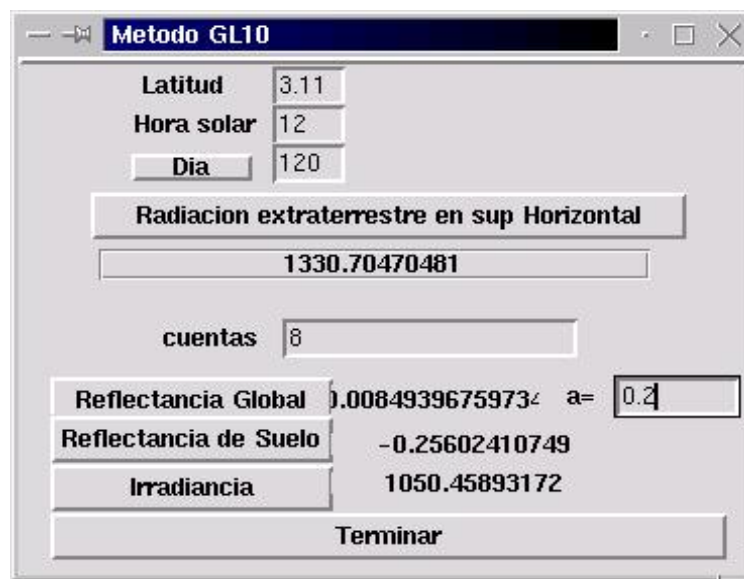 Metodo GL10
Latitud 3.11
Hora solar 12
Dia 120
Radiacion extraterrestre en sup Horizontal
1330.70470481
cuentas 8
Reflectancia Global .0084939675973 a= 0.2
Reflectancia de Suelo -0.25602410749
Irradiancia 1050.45893172
Terminar